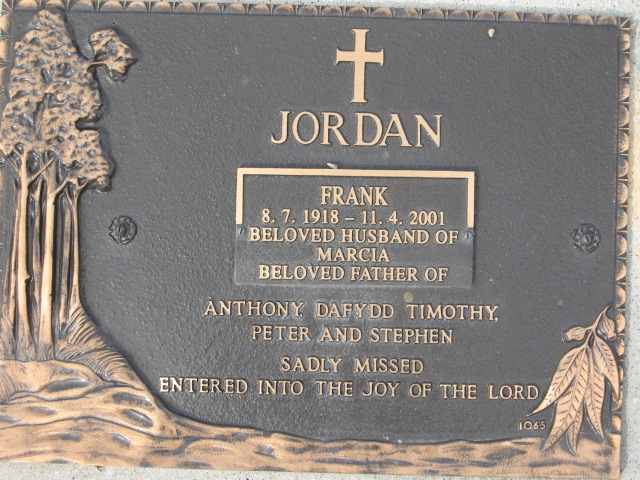 JORDAN
FRANK
8. 7. 1918 – 11. 4. 2001
BELOVED HUSBAND OF
MARCIA
BELOVED FATHER OF
ANTHONY, DAFYDD TIMOTHY,
PETER AND STEPHEN
SADLY MISSED
ENTERED INTO THE JOY OF THE LORD
1065